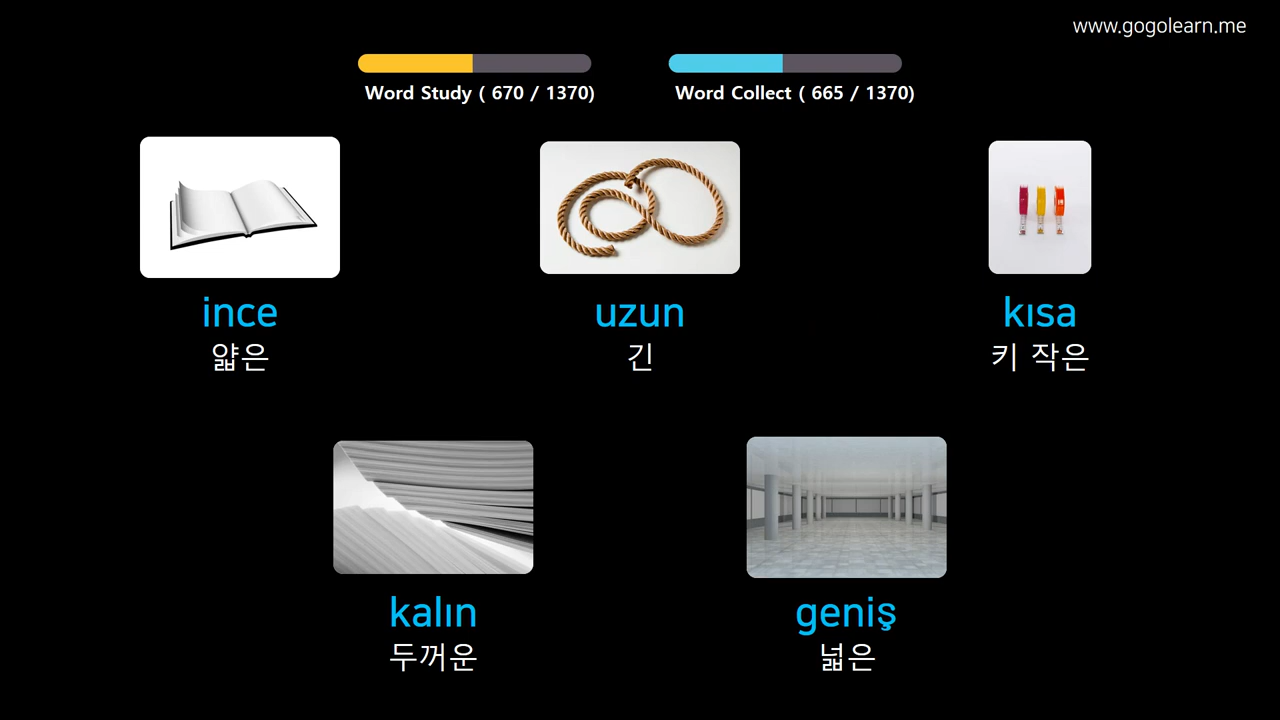 www.gogolearn.me
Word Study ( 670 / 1370)
Word Collect ( 665 / 1370)
ince
얇은
uzun
긴
kısa
키 작은
kalın
두꺼운
geniş
넓은